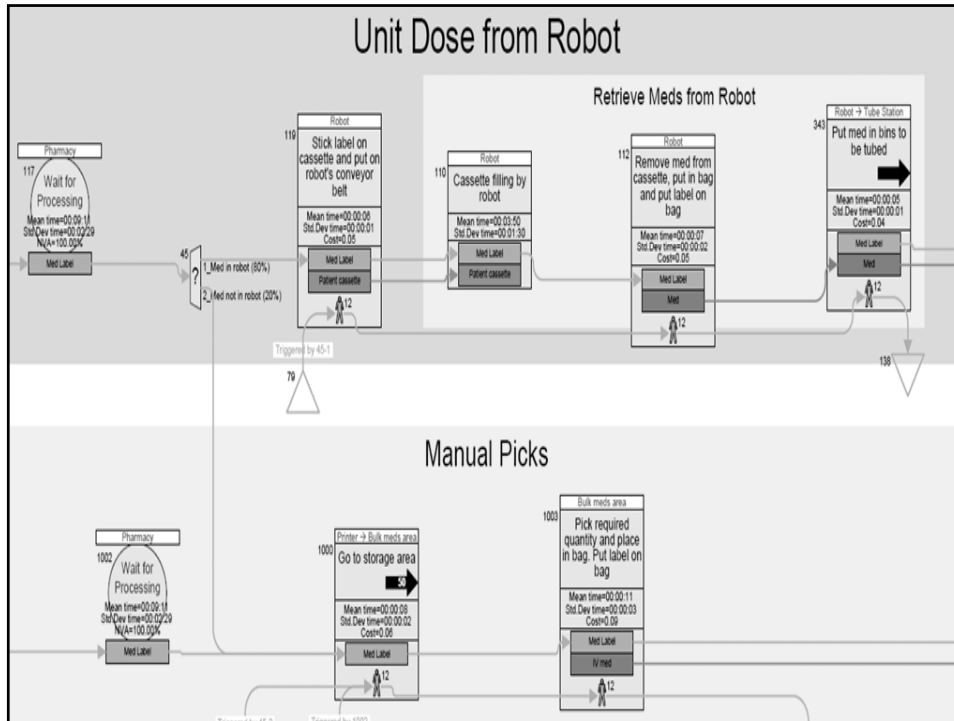 Unit Dose from Robot
Retrieve Meds from Robot
Pharmacy
117
Wait for
Processing
Mean time=00:09:11
Std.Dev time=00:02:29
NVA=100.00%
Med Label
45
?
1_Med in robot (80%)
2_Med not in robot (20%)
Robot
119
Stick label on
cassette and put on
robot's conveyor
belt
Mean time=00:00:06
Std.Dev time=00:00:01
Cost=0.05
Med Label
Patient cassette
12
Triggered by 45-1
79
Robot
110
Cassette filling by
robot
Mean time=00:03:50
Std.Dev time=00:01:30
Med Label
Patient cassette
Robot
112
Remove med from
cassette, put in bag
and put label on
bag
Mean time=00:00:07
Std.Dev time=00:00:02
Cost=0.05
Med Label
Med
12
Robot → Tube Station
343
Put med in bins to
be tubed
Mean time=00:00:05
Std.Dev time=00:00:01
Cost=0.04
Med Label
Med
12
138
Manual Picks
Pharmacy
1002
Wait for
Processing
Mean time=00:09:11
Std.Dev time=00:02:29
NVA=100.00%
Med Label
Printer → Bulk meds area
1000
Go to storage area
50
Mean time=00:00:08
Std.Dev time=00:00:02
Cost=0.06
Med Label
12
Bulk meds area
1003
Pick required
quantity and place
in bag. Put label on
bag
Mean time=00:00:11
Std.Dev time=00:00:03
Cost=0.09
Med Label
IV med
12